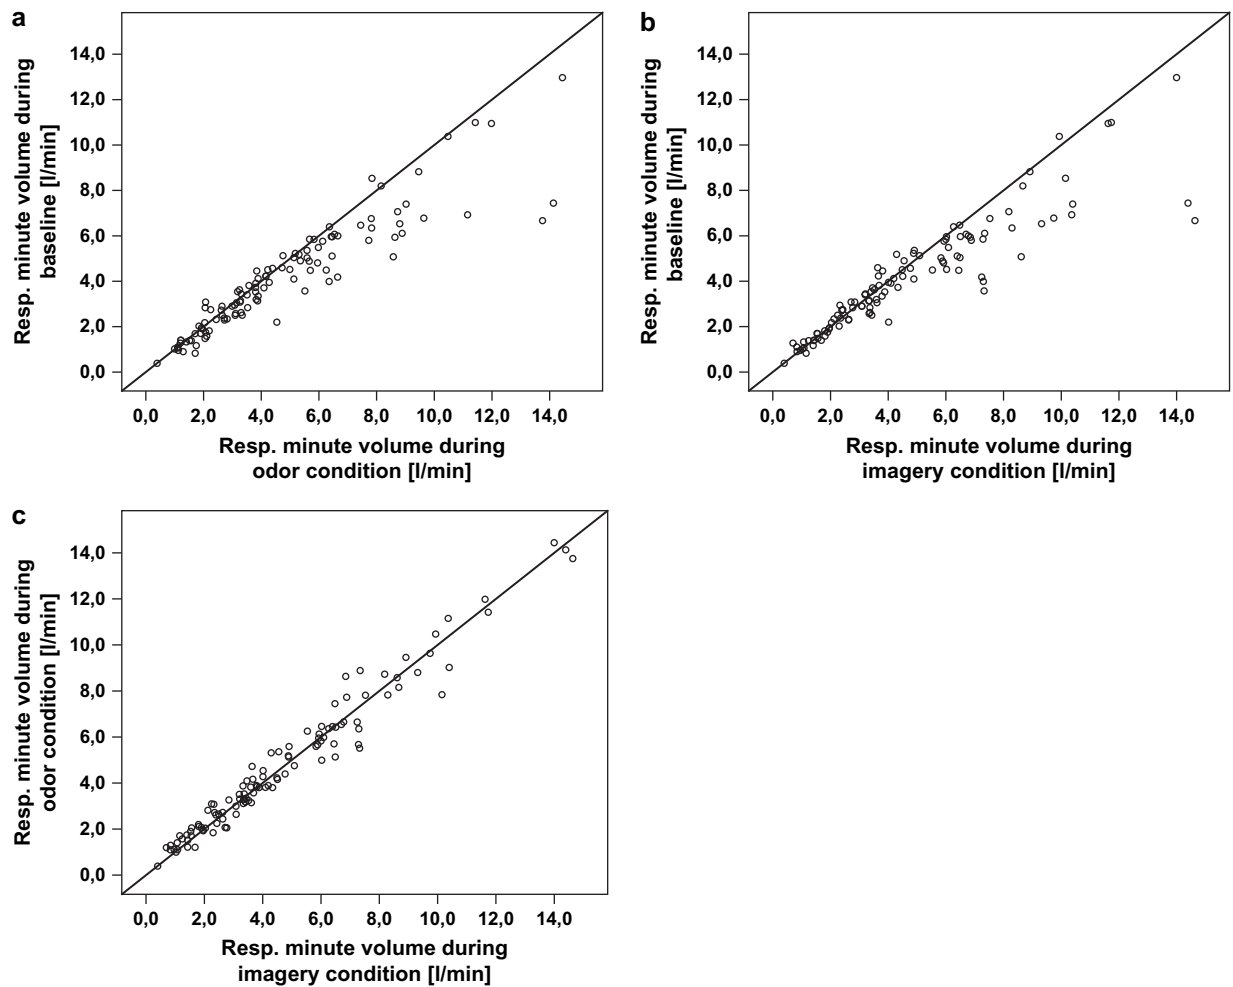 a
Resp. minute volume during
baseline [l/min]
14,0
12,0
10,0
8,0
6,0
4,0
2,0
0,0
0,0 2,0 4,0 6,0 8,0 10,0 12,0 14,0
Resp. minute volume during
odor condition [l/min]
b
Resp. minute volume during
baseline [l/min]
14,0
12,0
10,0
8,0
6,0
4,0
2,0
0,0
0,0 2,0 4,0 6,0 8,0 10,0 12,0 14,0
Resp. minute volume during
imagery condition [l/min]
c
Resp. minute volume during
odor condition [l/min]
14,0
12,0
10,0
8,0
6,0
4,0
2,0
0,0
0,0 2,0 4,0 6,0 8,0 10,0 12,0 14,0
Resp. minute volume during
imagery condition [l/min]